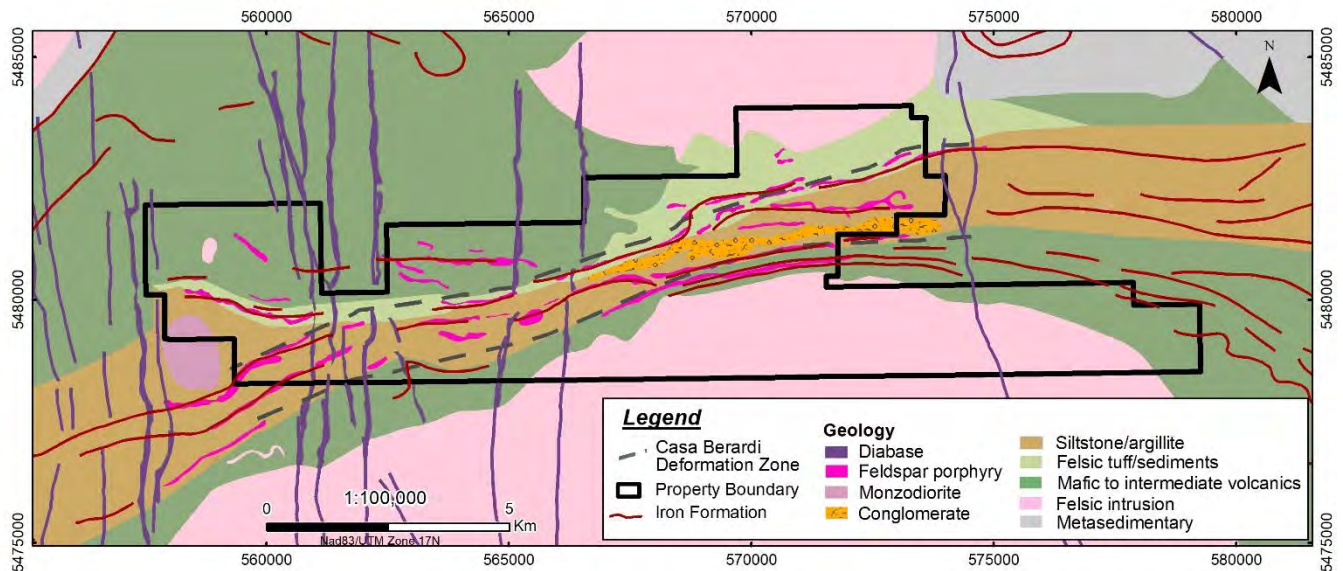 560000 565000 570000 575000 580000
5485000 5485000
N
5480000 5480000
5475000 5475000
1:100,000
0 5
Km
Nad83/UTM Zone 17N
Legend
Casa Berardi
Deformation Zone
Property Boundary
Iron Formation
Geology
Diabase
Feldspar porphyry
Monzodiorite
Conglomerate
Siltstone/argillite
Felsic tuff/sediments
Mafic to intermediate volcanics
Felsic intrusion
Metasedimentary
560000 565000 570000 575000 580000